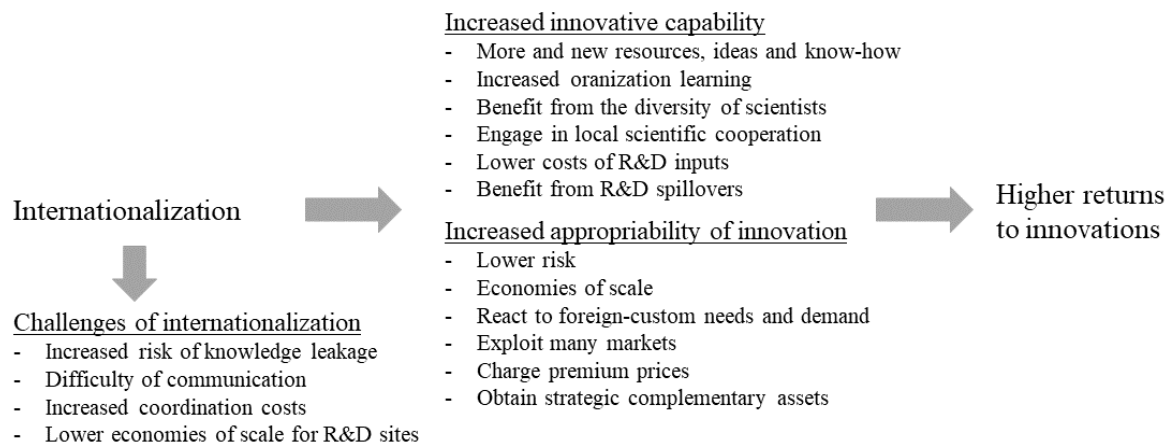 Increased innovative capability
- More and new resources, ideas and know-how
- Increased oranization learning
- Benefit from the diversity of scientists
- Engage in local scientific cooperation
- Lower costs of R&D inputs
- Benefit from R&D spillovers
Internationalization
Higher returns
to innovations
Increased appropriability of innovation
- Lower risk
- Economies of scale
- React to foreign-custom needs and demand
- Exploit many markets
- Charge premium prices
- Obtain strategic complementary assets
Challenges of internationalization
- Increased risk of knowledge leakage
- Difficulty of communication
- Increased coordination costs
- Lower economies of scale for R&D sites